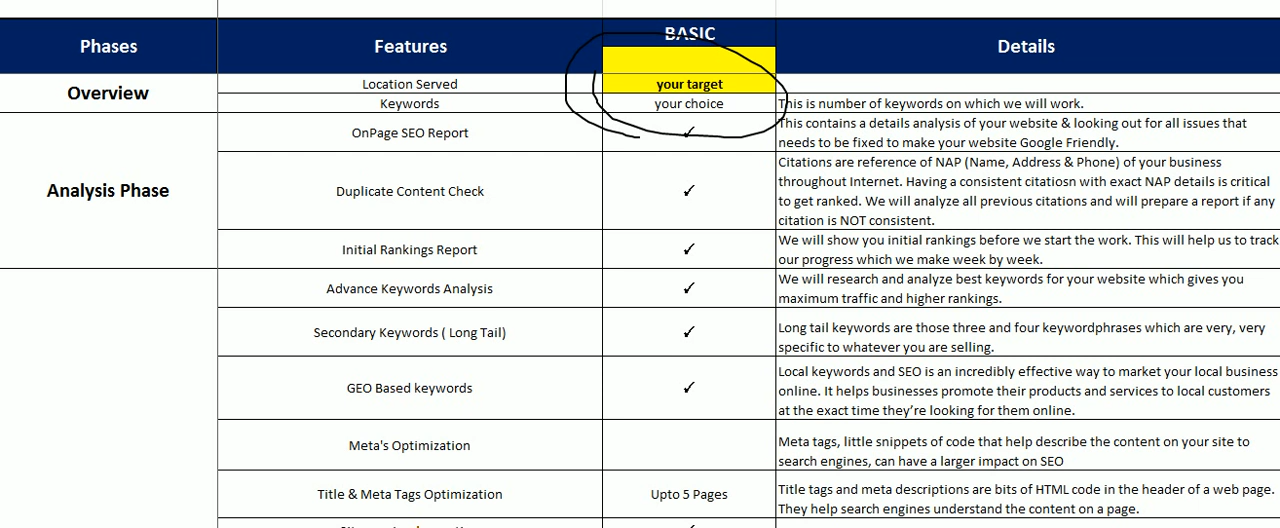 Phases Features BASIC Details
Overview
Location Served your target
Keywords your choice This is number of keywords on which we will work.
Analysis Phase
OnPage SEO Report ✓ This contains a details analysis of your website & looking out for all issues that
needs to be fixed to make your website Google Friendly.
Duplicate Content Check ✓ Citations are reference of NAP (Name, Address & Phone) of your business
throughout Internet. Having a consistent citatiosn with exact NAP details is critical
to get ranked. We will analyze all previous citations and will prepare a report if any
citation is NOT consistent.
Initial Rankings Report ✓ We will show you initial rankings before we start the work. This will help us to track
our progress which we make week by week.
Advance Keywords Analysis ✓ We will research and analyze best keywords for your website which gives you
maximum traffic and higher rankings.
Secondary Keywords ( Long Tail) ✓ Long tail keywords are those three and four keywordphrases which are very, very
specific to whatever you are selling.
GEO Based keywords ✓ Local keywords and SEO is an incredibly effective way to market your local business
online. It helps businesses promote their products and services to local customers
at the exact time they’re looking for them online.
Meta's Optimization Meta tags, little snippets of code that help describe the content on your site to
search engines, can have a larger impact on SEO
Title & Meta Tags Optimization Upto 5 Pages Title tags and meta descriptions are bits of HTML code in the header of a web page.
They help search engines understand the content on a page.